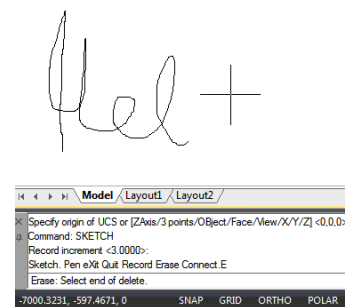 Model Layout1 Layout2
Specify origin of UCS or [ZAxis/3 points/OBject/Face/View/X/Y/Z] <0,0,0>
Command: SKETCH
Record increment <3.0000>:
Sketch. Pen eXit Quit Record Erase Connect.E
Erase: Select end of delete.
-7000.3231, -597.4671, 0 SNAP GRID ORTHO POLAR